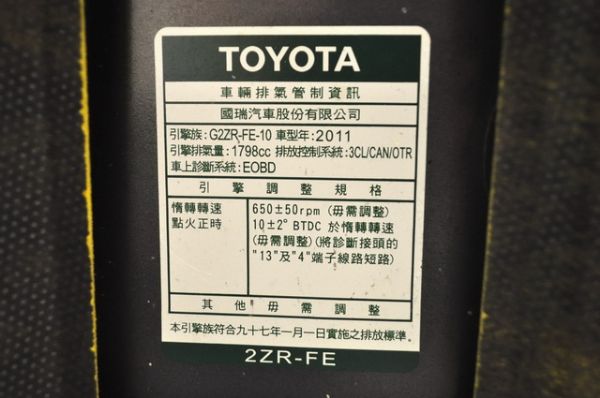 TOYOTA
車輛排氣管制資訊
國瑞汽車股份有限公司
引擎族:G2ZR-FE-10 車型年:2011
引擎排氣量:1798cc 排放控制系統:3CL/CAN/OTR
車上診斷系統:EOBD
引擎調整規格
惰轉轉速 650±50rpm (毋需調整)
點火正時 10±2° BTDC 於惰轉轉速
(毋需調整)(將診斷接頭的
"13"及"4"端子線路短路)
其他毋需調整
本引擎族符合九十七年一月一日實施之排放標準
2ZR-FE